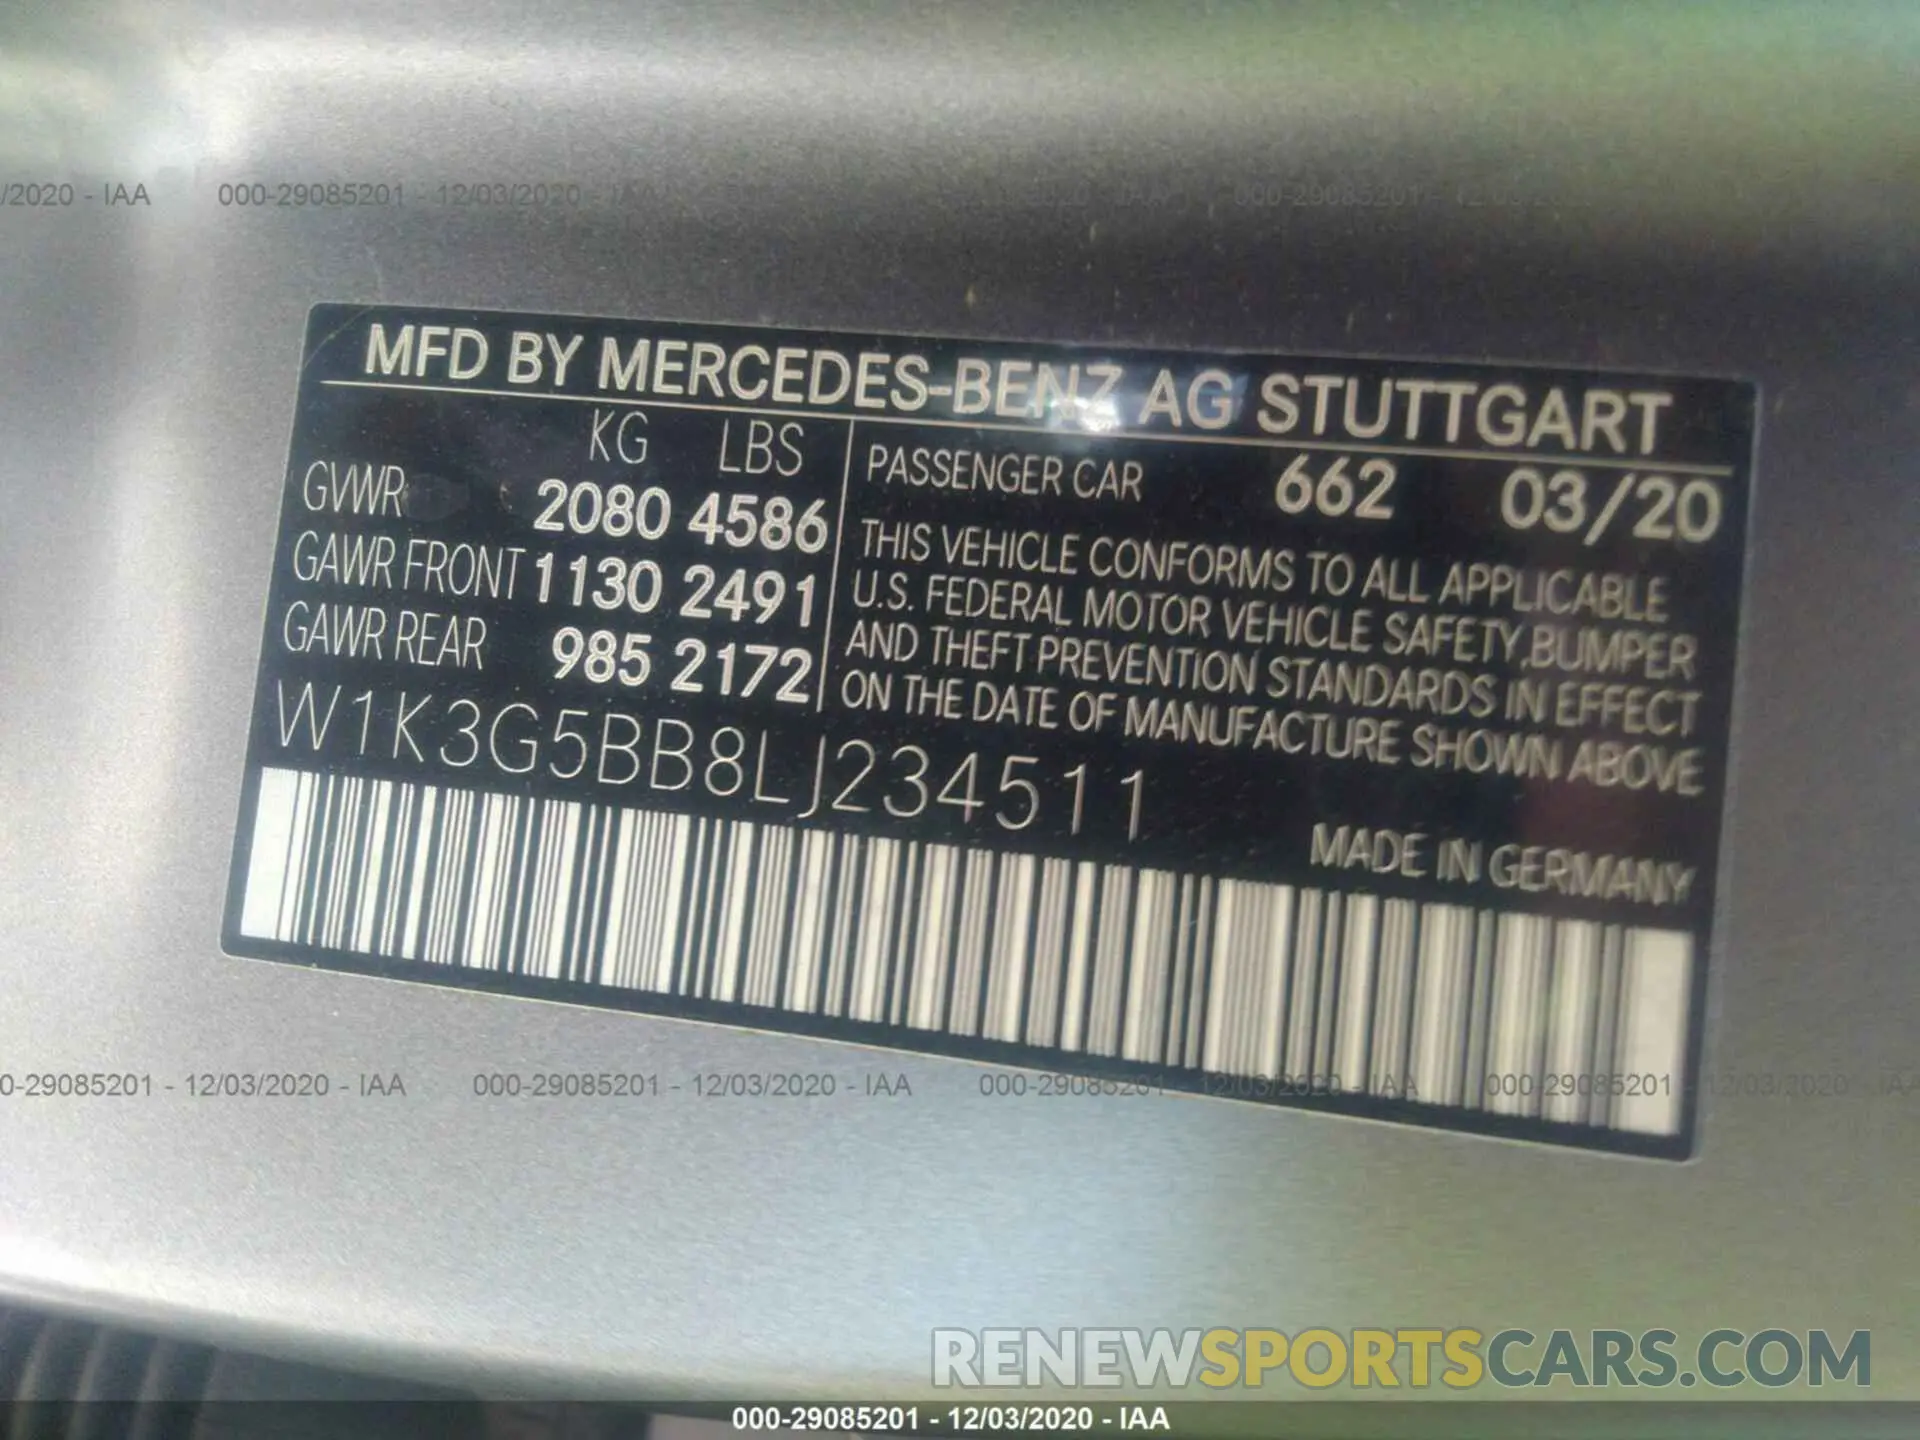 /2020 - IAA 000-29085201 - 12/03/2020 - IAA 000-29085201
MFD BY MERCEDES-BENZ AG STUTTGART
KG LBS
GVWR 2080 4586
GAWR FRONT 1130 2491
GAWR REAR 985 2172
PASSENGER CAR 662 03/20
THIS VEHICLE CONFORMS TO ALL APPLICABLE
U.S. FEDERAL MOTOR VEHICLE SAFETY,BUMPER
AND THEFT PREVENTION STANDARDS IN EFFECT
ON THE DATE OF MANUFACTURE SHOWN ABOVE
W1K3G5BB8LJ234511
MADE IN GERMANY
0-29085201 - 12/03/2020 - IAA 000-29085201 - 12/03/2020 - IAA 000-29085201 - 12/03/2020 - IAA 000-29085201 - 12/03/2020 - IAA
RENEWSPORTSCARS.COM
000-29085201 - 12/03/2020 - IAA